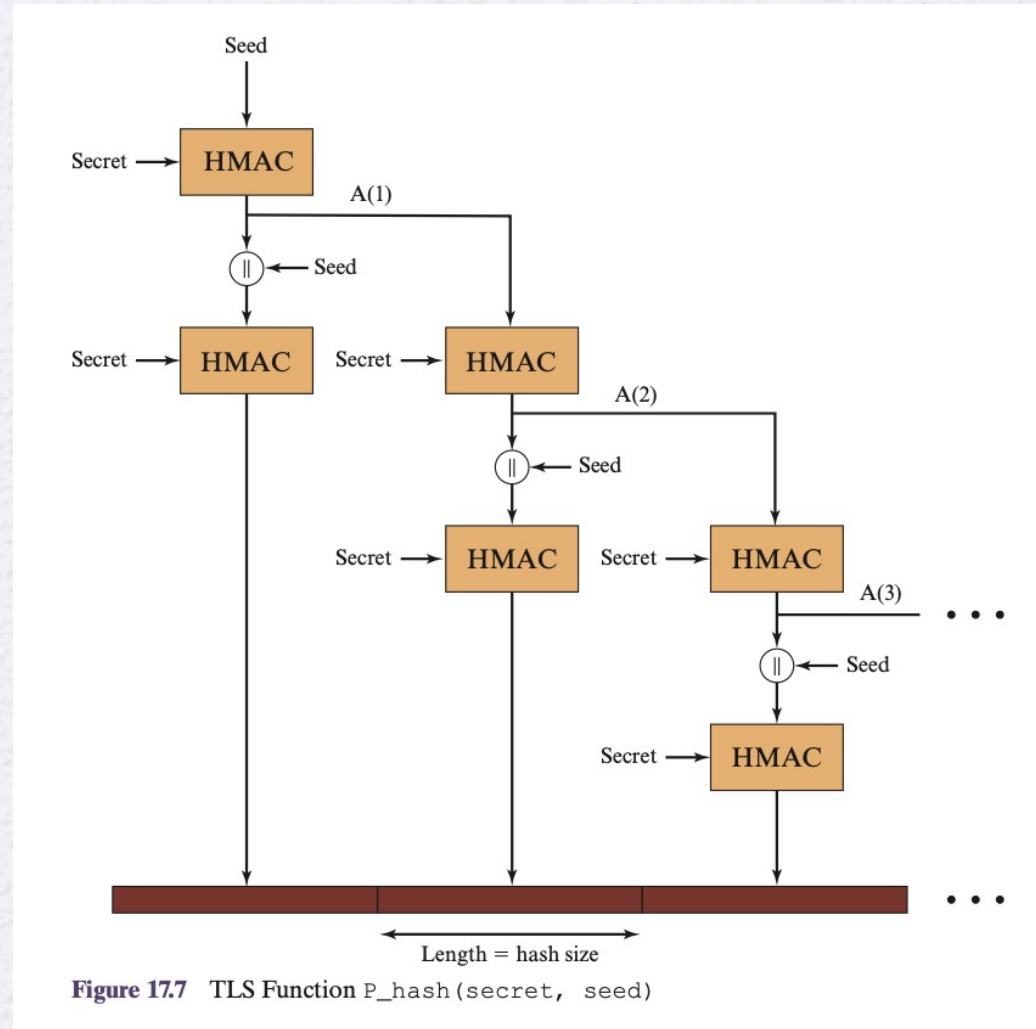 Seed
Secret HMAC
A(1)
|| Seed
Secret HMAC Secret HMAC
A(2)
|| Seed
Secret HMAC Secret HMAC
A(3)
• • •
|| Seed
Secret HMAC
• • •
Length = hash size
Figure 17.7 TLS Function P_hash(secret, seed)